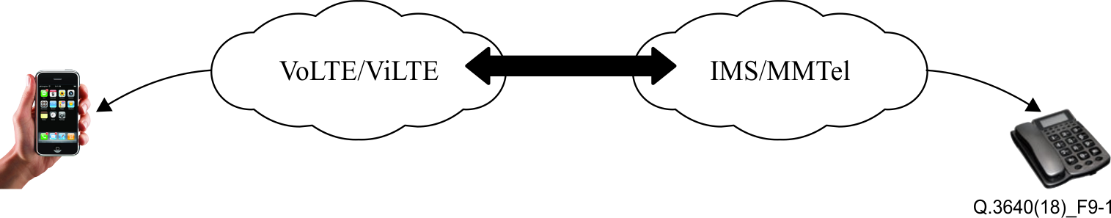 VoLTE/ViLTE
IMS/MMTel
Q.3640(18)_F9-1